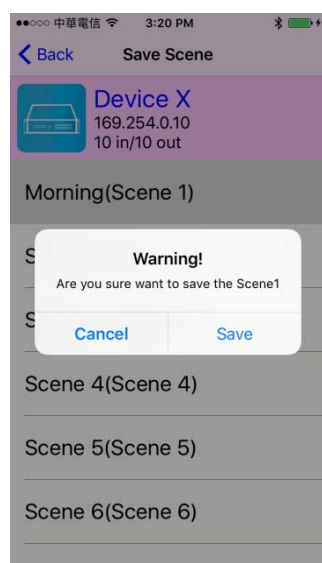 中華電信 3:20 PM
Back Save Scene
Device X
169.254.0.10
10 in/10 out
Morning(Scene 1)
S
Warning!
Are you sure want to save the Scene1
S
Cancel Save
Scene 4(Scene 4)
Scene 5(Scene 5)
Scene 6(Scene 6)